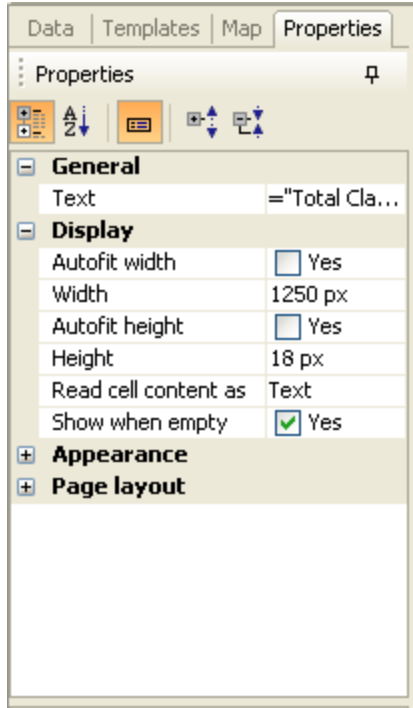 Data Templates Map Properties
Properties
A
Z
General
Text ="Total Cla...
Display
Autofit width Yes
Width 1250 px
Autofit height Yes
Height 18 px
Read cell content as Text
Show when empty Yes
Appearance
Page layout